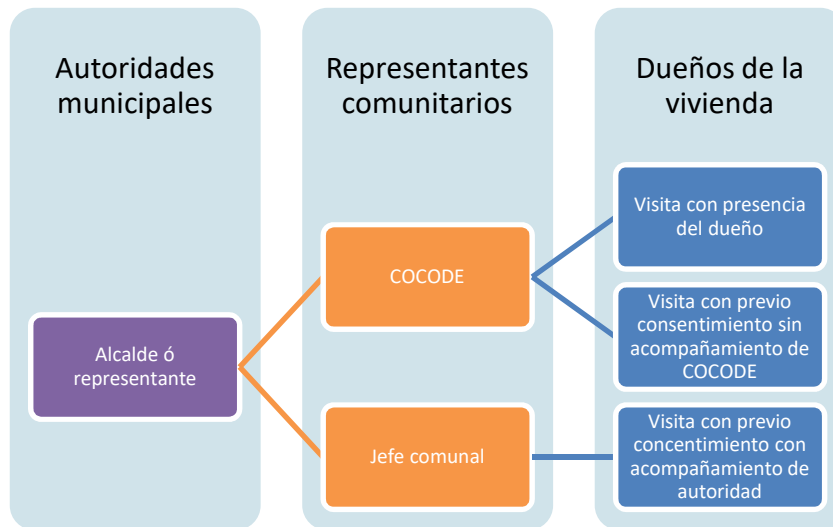 Autoridades
municipales
Representantes
comunitarios
Dueños de la
vivienda
Alcalde ó
representante
COCODE
Jefe comunal
Visita con presencia
del dueño
Visita con previo
consentimiento sin
acompañamiento de
COCODE
Visita con previo
concentimiento con
acompañamiento de
autoridad